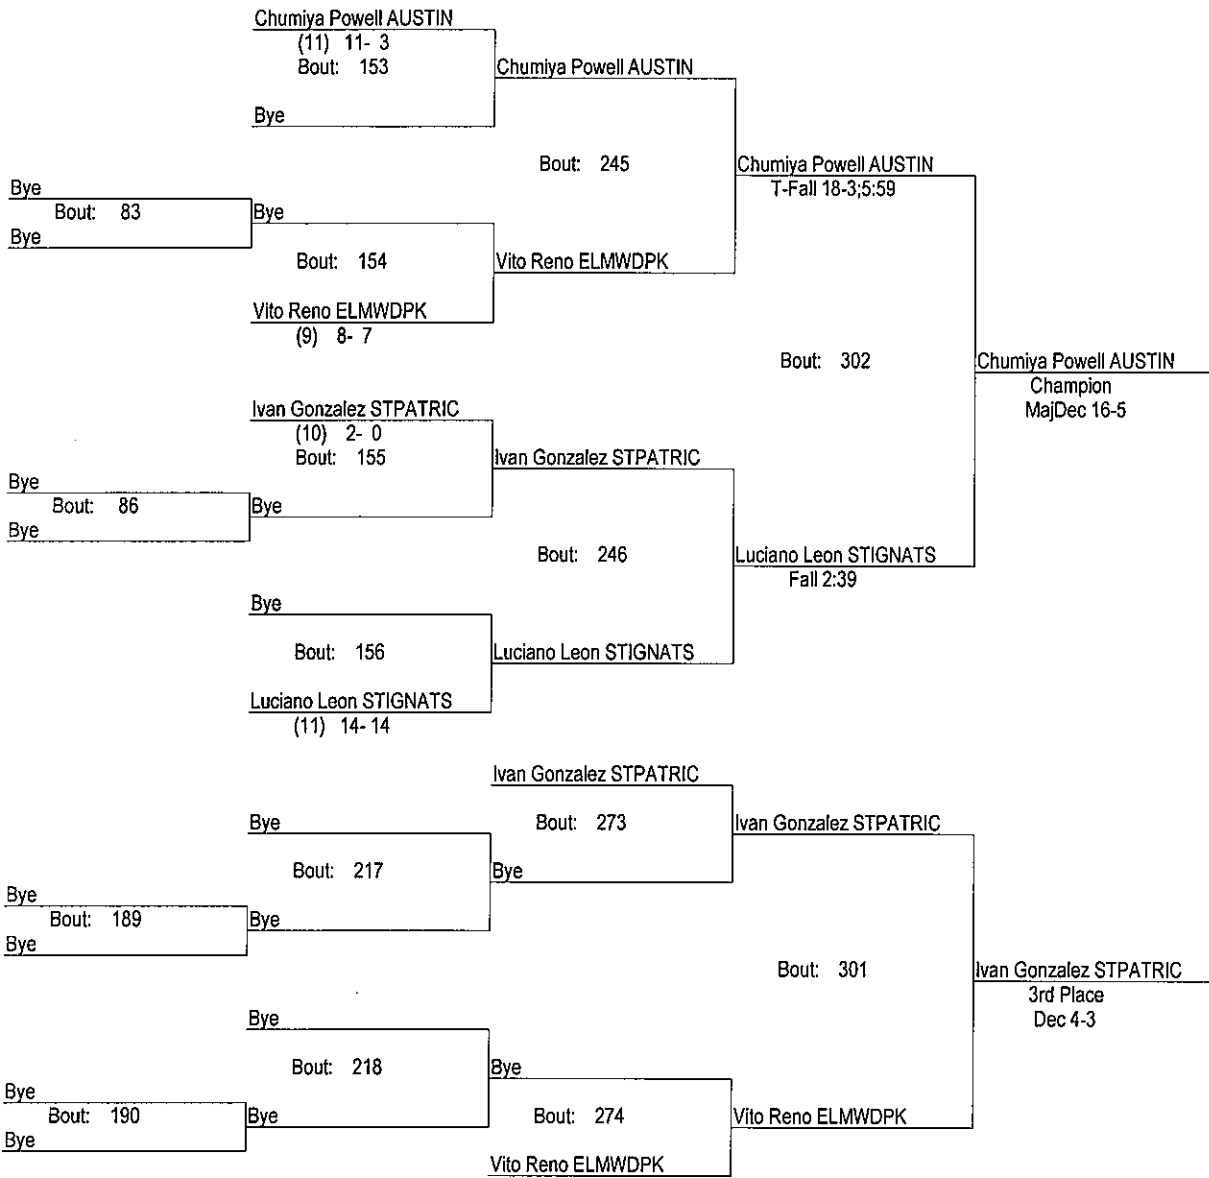 Chumiya Powell AUSTIN
(11) 11- 3
Bout: 153
Chumiya Powell AUSTIN
Bye
Bout: 245
Chumiya Powell AUSTIN
T-Fall 18-3;5:59
Bye
Bout: 83
Bye
Bye
Bout: 154
Vito Reno ELMWDPK
Vito Reno ELMWDPK
(9) 8- 7
Bout: 302
Chumiya Powell AUSTIN
Champion
MajDec 16-5
Ivan Gonzalez STPATRIC
(10) 2- 0
Bout: 155
Ivan Gonzalez STPATRIC
Bye
Bout: 86
Bye
Bye
Bout: 246
Luciano Leon STIGNATS
Fall 2:39
Bye
Bout: 156
Luciano Leon STIGNATS
Luciano Leon STIGNATS
(11) 14- 14
Ivan Gonzalez STPATRIC
Bout: 273
Ivan Gonzalez STPATRIC
Bye
Bout: 217
Bye
Bye
Bout: 189
Bye
Bye
Bout: 301
Ivan Gonzalez STPATRIC
3rd Place
Dec 4-3
Bye
Bout: 218
Bye
Bye
Bout: 190
Bye
Bye
Bout: 274
Vito Reno ELMWDPK
Vito Reno ELMWDPK